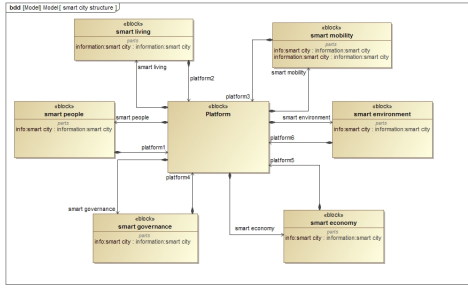 bdd [Model] Model[ smart city structure ]
«block»
smart living
parts
information:smart city : information:smart city
«block»
smart mobility
parts
info:smart city : information:smart city
information:smart city : information:smart city
smart living
platform2
platform3
smart mobility
«block»
smart people
parts
info:smart city : information:smart city
smart people
platform1
«block»
Platform
smart environment
platform6
platform5
«block»
smart environment
parts
info:smart city : information:smart city
platform4
smart governance
«block»
smart governance
parts
info:smart city : information:smart city
smart economy
«block»
smart economy
parts
info:smart city : information:smart city